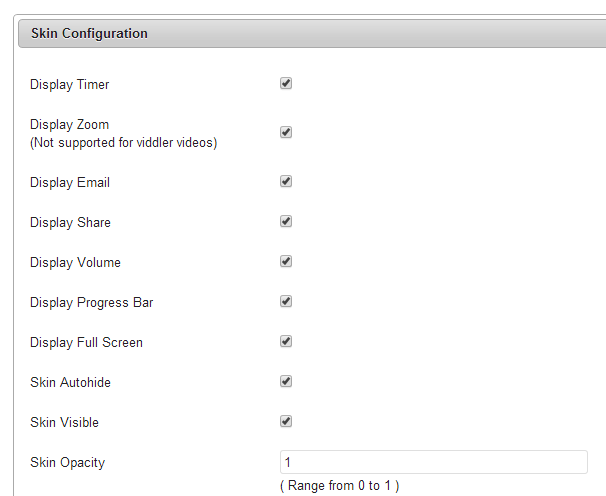 Skin Configuration
Display Timer
Display Zoom
(Not supported for viddler videos)
Display Email
Display Share
Display Volume
Display Progress Bar
Display Full Screen
Skin Autohide
Skin Visible
Skin Opacity
1
( Range from 0 to 1 )